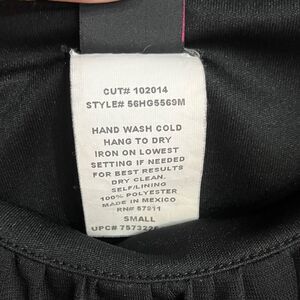 CUT# 102014
STYLE# 56HG5569M
HAND WASH COLD
HANG TO DRY
IRON ON LOWEST
SETTING IF NEEDED
FOR BEST RESULTS
DRY CLEAN.
SELF/LINING
100% POLYESTER
MADE IN MEXICO
RN# 57911
SMALL
UPC#